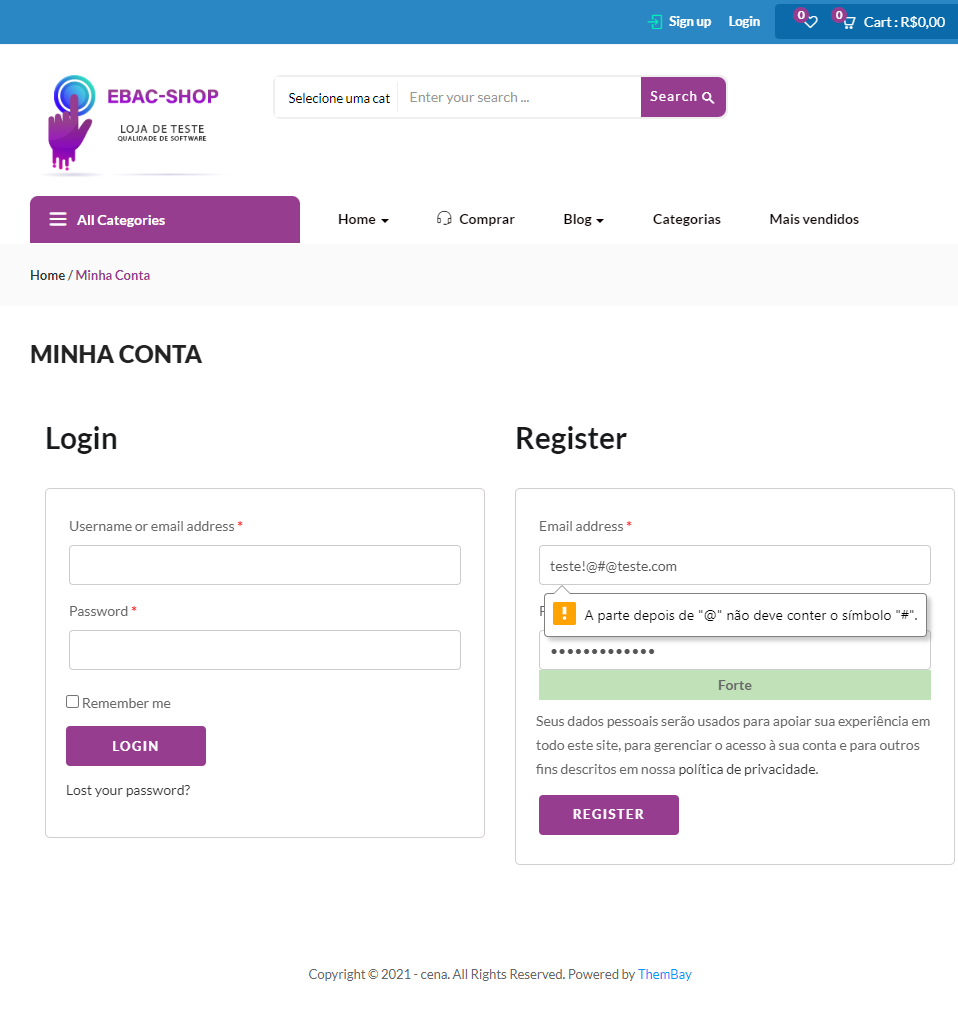 Sign up Login 0 0 Cart : R$0,00
EBAC-SHOP
LOJA DE TESTE
QUALIDADE DE SOFTWARE
Selecione uma cat Enter your search ... Search
All Categories Home Comprar Blog Categorias Mais vendidos
Home / Minha Conta
MINHA CONTA
Login
Username or email address *
Password *
Remember me
LOGIN
Lost your password?
Register
Email address *
teste!@#@teste.com
! A parte depois de "@" não deve conter o símbolo "#".
•••••••••••••
Forte
Seus dados pessoais serão usados para apoiar sua experiência em
todo este site, para gerenciar o acesso à sua conta e para outros
fins descritos em nossa política de privacidade.
REGISTER
Copyright © 2021 - cena. All Rights Reserved. Powered by ThemBay